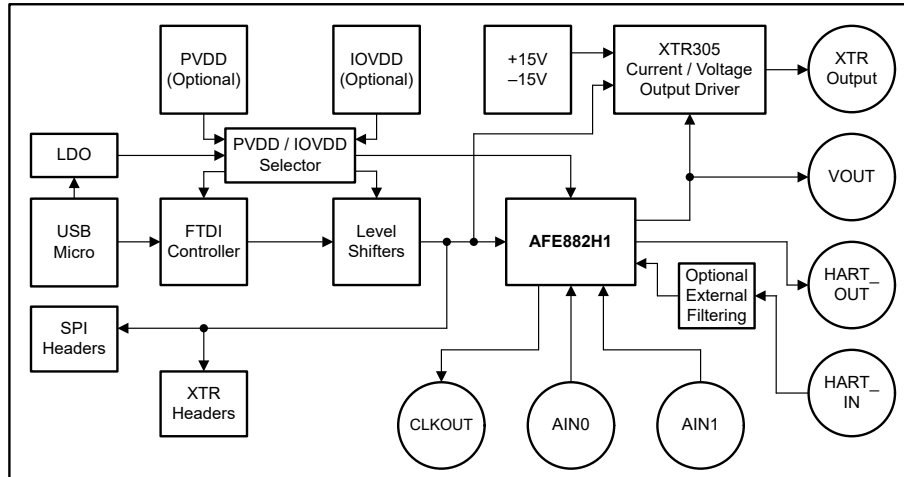 PVDD
(Optional)
IOVDD
(Optional)
+15V
–15V
XTR305
Current / Voltage
Output Driver
XTR
Output
LDO
PVDD / IOVDD
Selector
VOUT
USB
Micro
FTDI
Controller
Level
Shifters
AFE882H1
Optional
External
Filtering
HART_
OUT
SPI
Headers
XTR
Headers
CLKOUT
AIN0
AIN1
HART_
IN